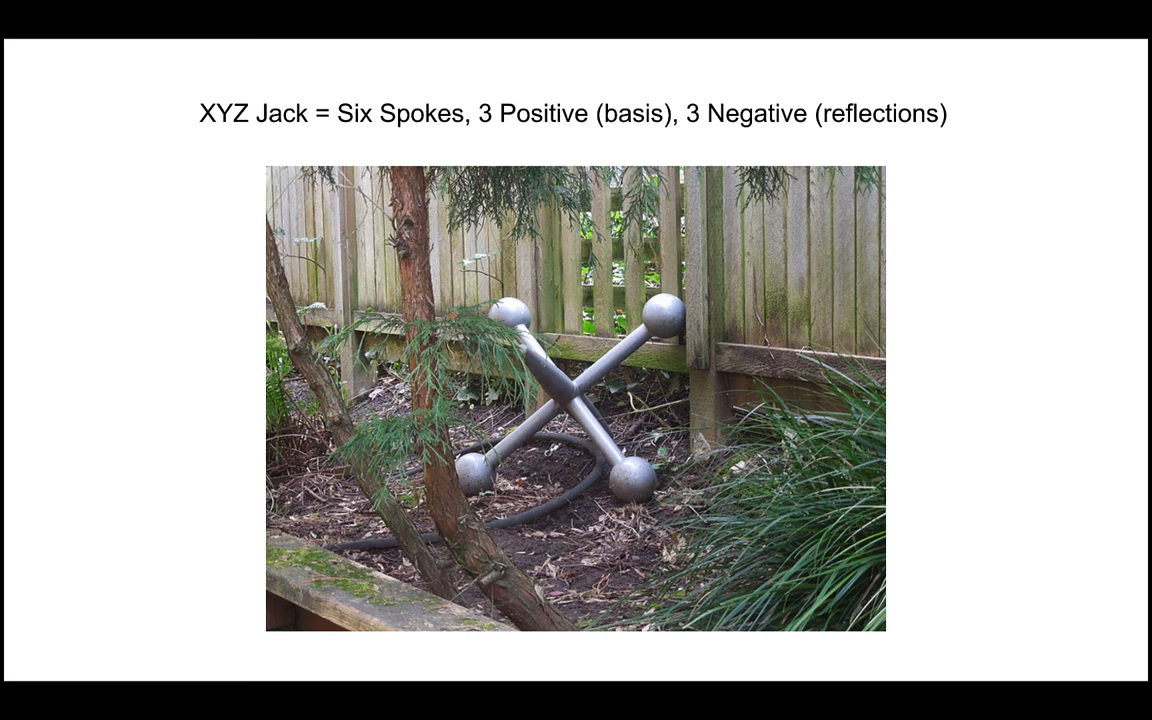 XYZ Jack = Six Spokes, 3 Positive (basis), 3 Negative (reflections)